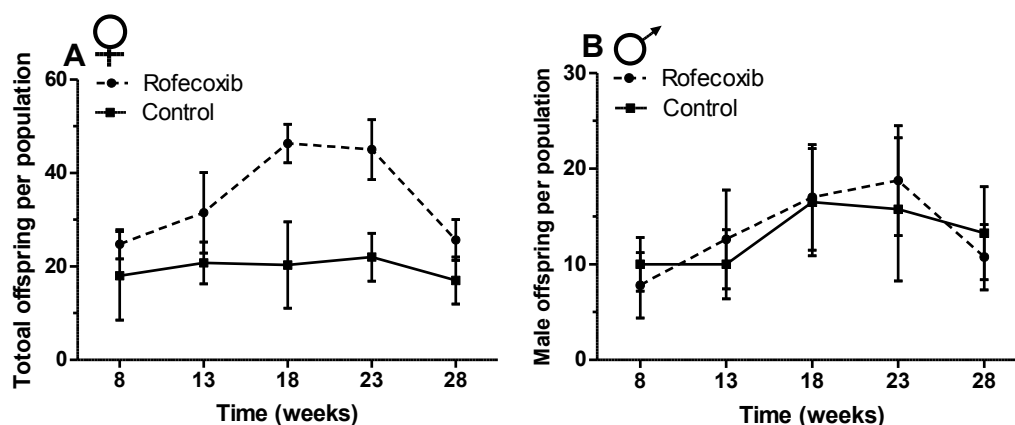 A
Rofecoxib
Control
Totoal offspring per population
60
40
20
0
8 13 18 23 28
Time (weeks)
B
Rofecoxib
Control
Male offspring per population
30
20
10
0
8 13 18 23 28
Time (weeks)